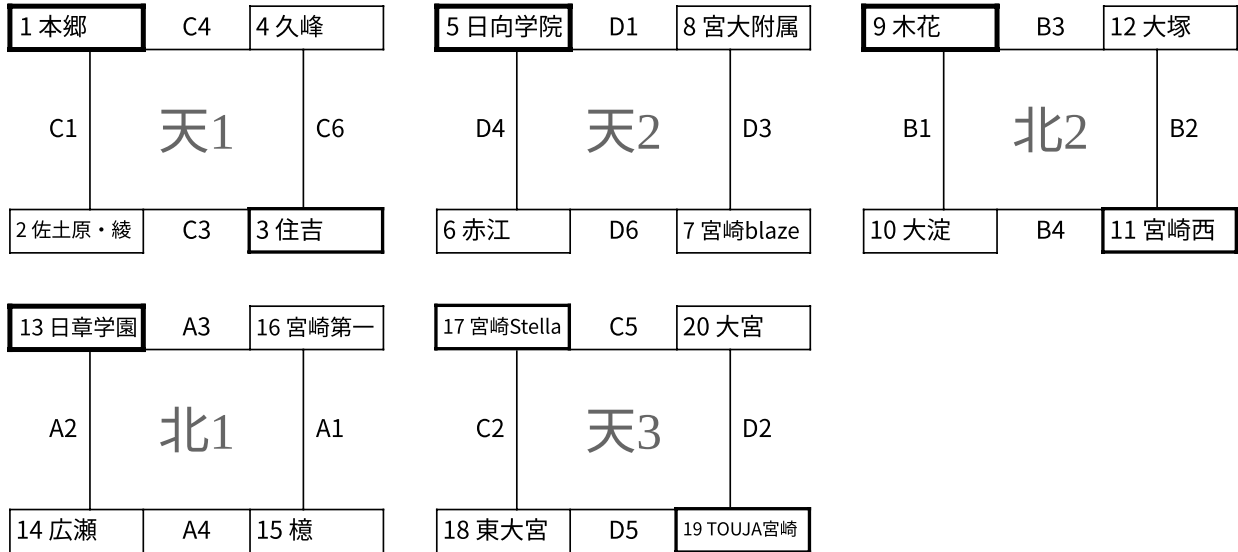 1 本郷 C4 4 久峰
C1 天1 C6
2 佐土原・綾 C3 3 住吉
5 日向学院 D1 8 宮大附属
D4 天2 D3
6 赤江 D6 7 宮崎blaze
9 木花 B3 12 大塚
B1 北2 B2
10 大淀 B4 11 宮崎西
13 日章学園 A3 16 宮崎第一
A2 北1 A1
14 広瀬 A4 15 檍
17 宮崎Stella C5 20 大宮
C2 天3 D2
18 東大宮 D5 19 TOUJA宮崎